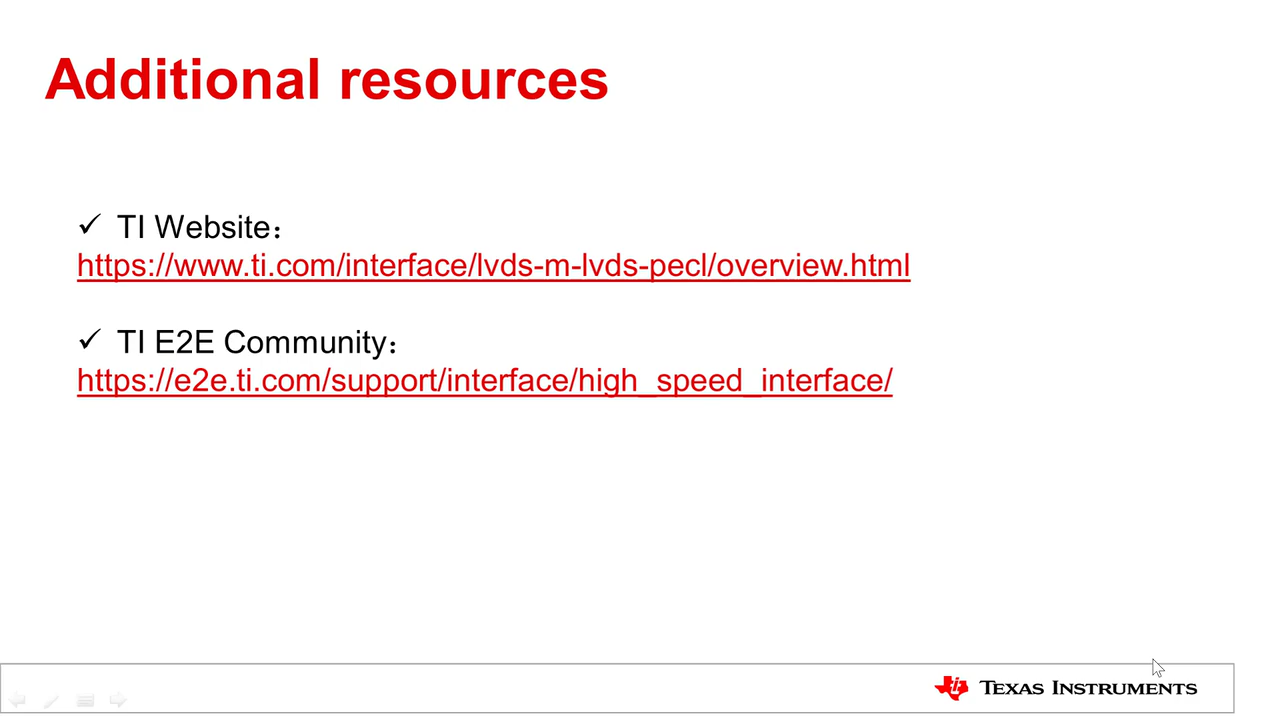 Additional resources
✓ TI Website：
https://www.ti.com/interface/lvds-m-lvds-pecl/overview.html
✓ TI E2E Community：
https://e2e.ti.com/support/interface/high_speed_interface/
TEXAS INSTRUMENTS